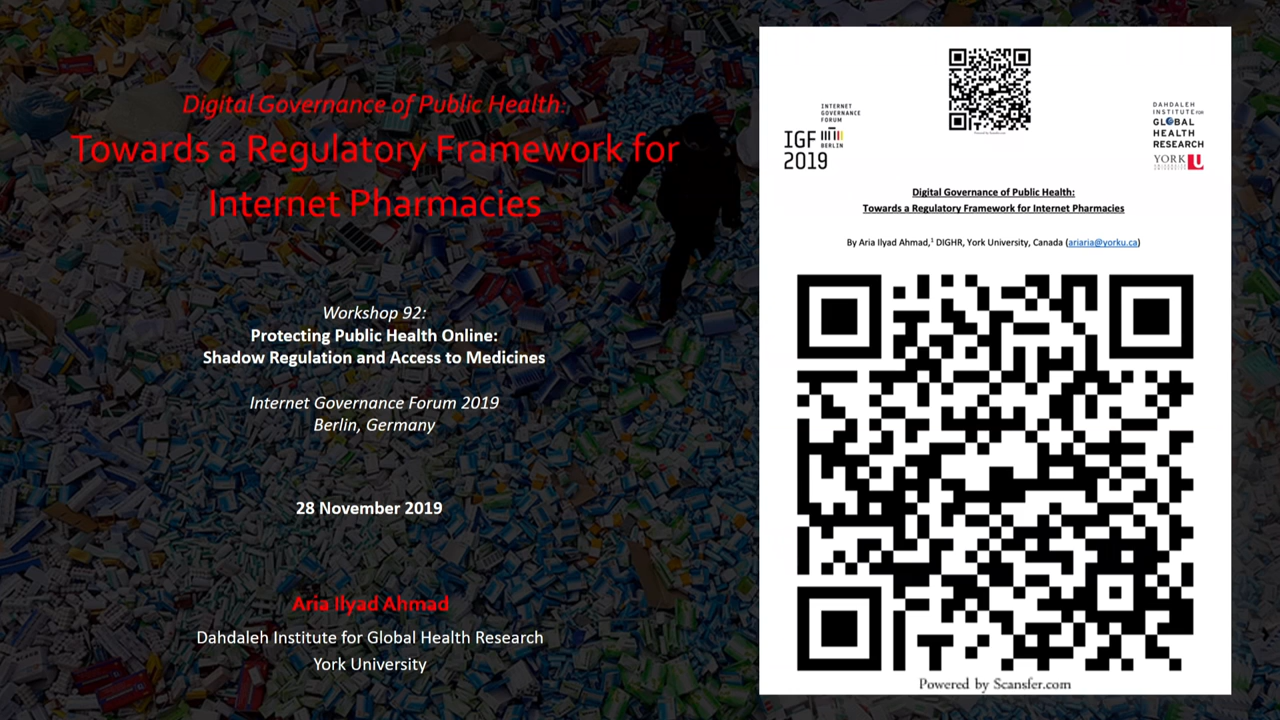 Digital Governance of Public Health:
Towards a Regulatory Framework for
Internet Pharmacies
Workshop 92:
Protecting Public Health Online:
Shadow Regulation and Access to Medicines
Internet Governance Forum 2019
Berlin, Germany
28 November 2019
Aria Ilyad Ahmad
Dahdaleh Institute for Global Health Research
York University
Powered by Scansfer.com
INTERNET
GOVERNANCE
FORUM
IGF
BERLIN
2019
DAHDALEH
INSTITUTE FOR
GLOBAL
HEALTH
RESEARCH
YORK U
Digital Governance of Public Health:
Towards a Regulatory Framework for Internet Pharmacies
By Aria Ilyad Ahmad,¹ DIGHR, York University, Canada (ariaria@yorku.ca)
Powered by Scansfer.com